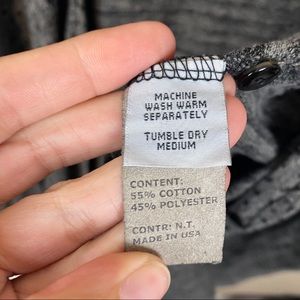 MACHINE
WASH WARM
SEPARATELY
TUMBLE DRY
MEDIUM
CONTENT:
55% COTTON
45% POLYESTER
CONTR: N.T.
MADE IN USA